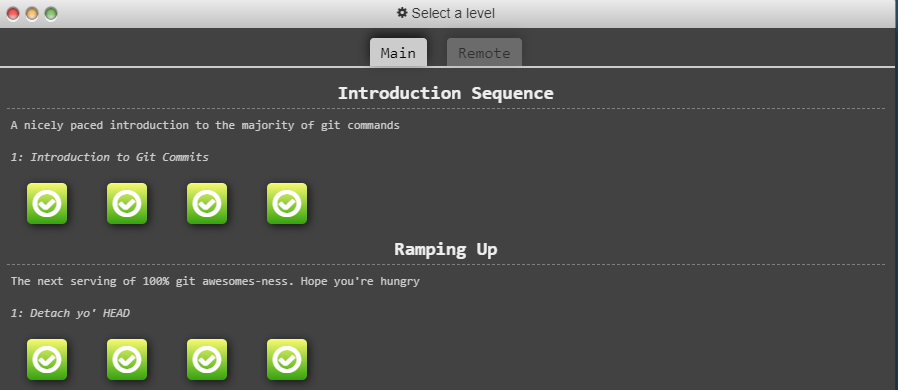 Select a level
Main Remote
Introduction Sequence
A nicely paced introduction to the majority of git commands
1: Introduction to Git Commits
Ramping Up
The next serving of 100% git awesomes-ness. Hope you're hungry
1: Detach yo' HEAD